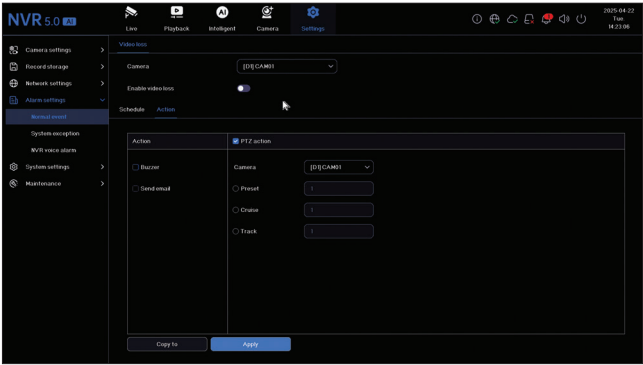 NVR 5.0 AI
Live
Playback
Intelligent
Camera
Settings
2025-04-22
Tue.
14:23:06
Camera settings
Record storage
Network settings
Alarm settings
Normal event
System exception
NVR voice alarm
System settings
Maintenance
Video loss
Camera
[D1] CAM01
Enable video loss
Schedule
Action
Action
PTZ action
Buzzer
Camera
[D1] CAM01
Send email
Preset
1
Cruise
1
Track
1
Copy to
Apply